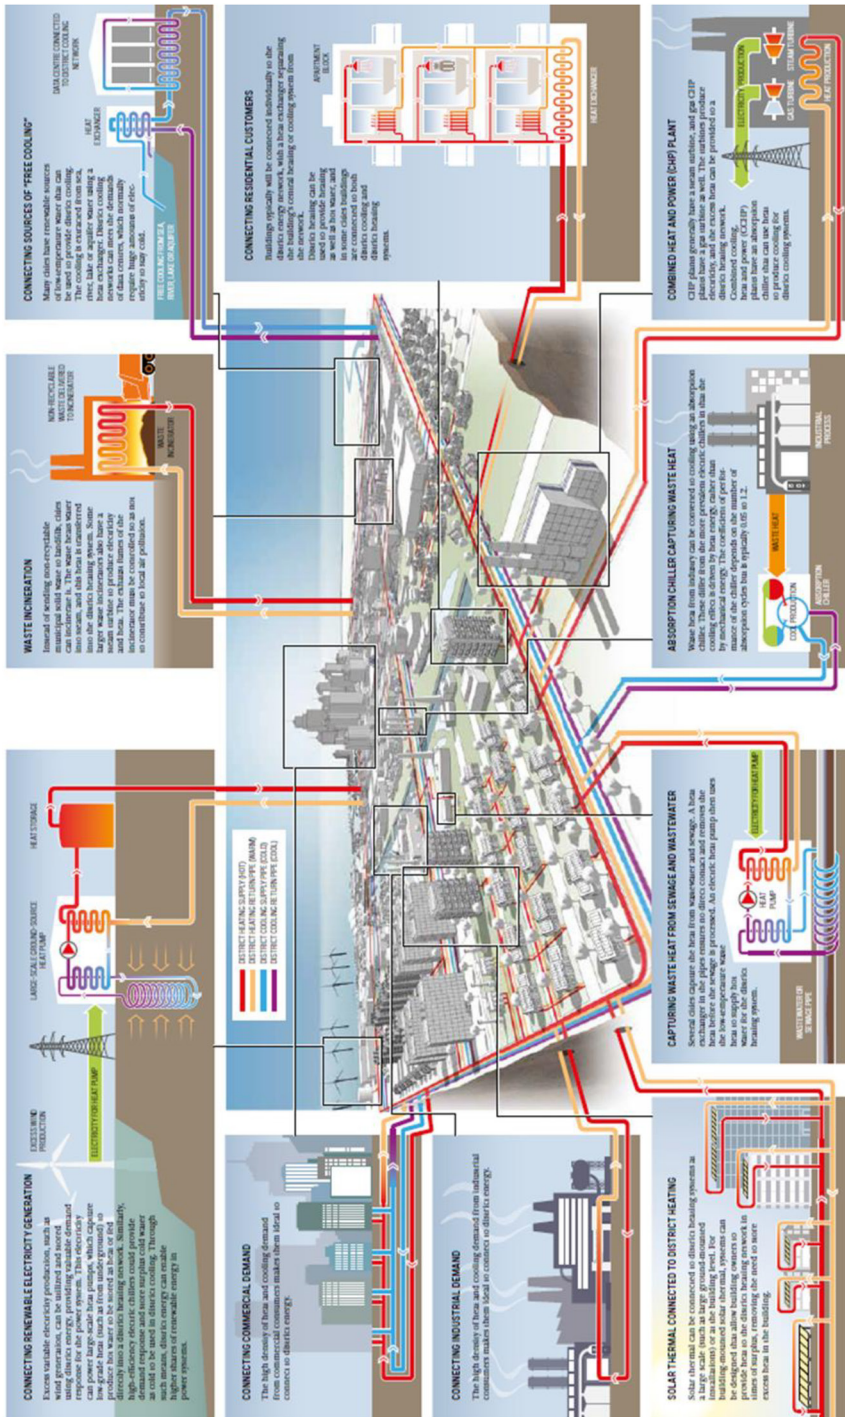 CONNECTING RENEWABLE ELECTRICITY GENERATION
Excess variable electricity production, such as
wind generation, can be utilized and stored
using district energy, providing valuable demand
response for the power system. This electricity
can power large-scale heat pumps, which capture
low-grade heat (such as from underground) to
produce hot water to be stored as heat or fed
directly into a district heating network. Similarly,
high-efficiency electric chillers could provide
demand response and store surplus cold water
as cold to be used in district cooling. Through
such means, district energy can enable
higher shares of renewable energy in
power systems.
EXCESS WIND
PRODUCTION
ELECTRICITY FOR HEAT PUMP
LARGE-SCALE GROUND-SOURCE
HEAT PUMP
HEAT STORAGE
WASTE INCINERATION
Instead of sending non-recyclable
municipal solid waste to landfills, cities
can incinerate it. The waste heats water
into steam, and this heat is transferred
into the district heating system. Some
larger waste incinerators also have a
steam turbine to produce electricity
and heat. The exhaust fumes of the
incinerator must be controlled so as not
to contribute to local air pollution.
NON-RECYCLABLE
WASTE DELIVERED
TO INCINERATOR
WASTE
INCINERATOR
CONNECTING SOURCES OF "FREE COOLING"
Many cities have renewable sources
of low-temperature water that can
be used to provide district cooling.
The cooling is extracted from sea,
river, lake or aquifer water using a
heat exchanger. District cooling
networks can meet the demands
of data centres, which normally
require huge amounts of elec-
tricity to stay cold.
FREE COOLING FROM SEA,
RIVER, LAKE OR AQUIFER
HEAT
EXCHANGER
DATA CENTRE CONNECTED
TO DISTRICT COOLING
NETWORK
CONNECTING COMMERCIAL DEMAND
The high density of heat and cooling demand
from commercial consumers makes them ideal to
connect to district energy.
DISTRICT HEATING SUPPLY (HOT)
DISTRICT HEATING RETURN PIPE (WARM)
DISTRICT COOLING SUPPLY PIPE (COLD)
DISTRICT COOLING RETURN PIPE (COOL)
CONNECTING RESIDENTIAL CUSTOMERS
Buildings typically will be connected individually to the
district energy network, with a heat exchanger separating
the building's central heating or cooling system from
the network.
District heating can be
used to provide heating
as well as hot water, and
in some cities buildings
are connected to both
district cooling and
district heating
systems.
APARTMENT
BLOCK
HEAT EXCHANGER
CONNECTING INDUSTRIAL DEMAND
The high density of heat and cooling demand from industrial
consumers makes them ideal to connect to district energy.
SOLAR THERMAL CONNECTED TO DISTRICT HEATING
Solar thermal can be connected to district heating systems at
a large scale (such as large ground-mounted
installations) or at the building level. For
building-mounted solar thermal, systems can
be designed that allow building owners to
provide heat to the district heating network in
times of surplus, removing the need to store
excess heat in the building.
CAPTURING WASTE HEAT FROM SEWAGE AND WASTEWATER
Several cities capture the heat from wastewater and sewage. A heat
exchanger in the pipes ensures no direct contact and removes the
heat before the sewage is processed. An electric heat pump then uses
the low-temperature waste
heat to supply hot
water for the district
heating system.
WASTE WATER OR
SEWAGE PIPE
HEAT
PUMP
ELECTRICITY FOR HEAT PUMP
ABSORPTION CHILLER CAPTURING WASTE HEAT
Waste heat from industry can be converted to cooling using an absorption
chiller. These differ from the more prevalent electric chillers in that the
cooling effect is driven by heat energy, rather than
by mechanical energy. The coefficient of perfor-
mance of the chiller depends on the number of
absorption cycles but is typically 0.65 to 1.2.
COOL PRODUCTION
ABSORPTION
CHILLER
WASTE HEAT
INDUSTRIAL
PROCESS
COMBINED HEAT AND POWER (CHP) PLANT
CHP plants generally have a steam turbine, and gas CHP
plants have a gas turbine as well. The turbines produce
electricity, and the excess heat can be provided to a
district heating network.
Combined cooling,
heat and power (CCHP)
plants have an absorption
chiller that can use heat
to produce cooling for
district cooling systems.
ELECTRICITY PRODUCTION
GAS TURBINE
STEAM TURBINE
HEAT PRODUCTION